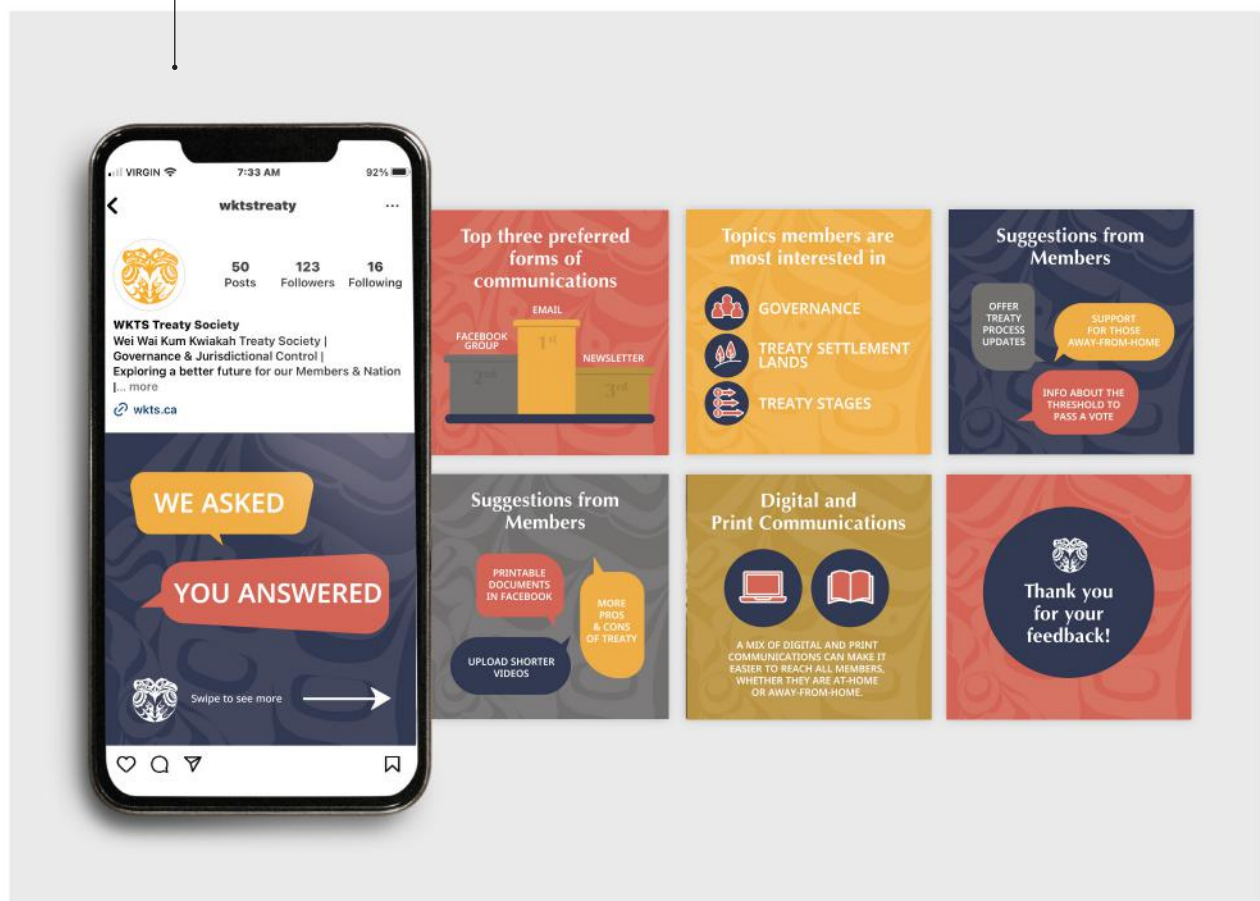 VIRGIN
7:33 AM
92%
wktstreaty
...
50
123
16
Posts
Followers
Following
WKTS Treaty Society
Wei Wai Kum Kwiakah Treaty Society |
Governance & Jurisdictional Control |
Exploring a better future for our Members & Nation
|... more
wkts.ca
WE ASKED
YOU ANSWERED
Swipe to see more
Top three preferred
forms of
communications
EMAIL
FACEBOOK
GROUP
1st
NEWSLETTER
2nd
3rd
Topics members are
most interested in
GOVERNANCE
TREATY SETTLEMENT
LANDS
TREATY STAGES
Suggestions from
Members
OFFER
TREATY
PROCESS
UPDATES
SUPPORT
FOR THOSE
AWAY-FROM-HOME
INFO ABOUT THE
THRESHOLD TO
PASS A VOTE
Suggestions from
Members
PRINTABLE
DOCUMENTS
IN FACEBOOK
MORE
PROS
& CONS
OF TREATY
UPLOAD SHORTER
VIDEOS
Digital and
Print Communications
A MIX OF DIGITAL AND PRINT
COMMUNICATIONS CAN MAKE IT
EASIER TO REACH ALL MEMBERS,
WHETHER THEY ARE AT-HOME
OR AWAY-FROM-HOME.
Thank you
for your
feedback!